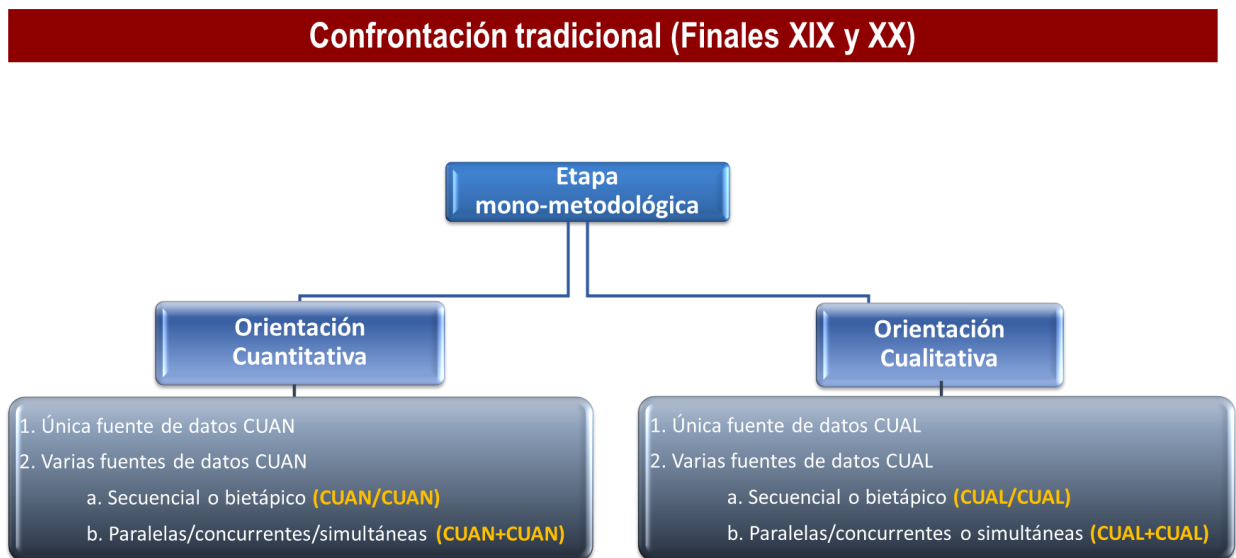 Confrontación tradicional (Finales XIX y XX)
Etapa
mono-metodológica
Orientación
Cuantitativa
1. Única fuente de datos CUAN
2. Varias fuentes de datos CUAN
a. Secuencial o bietápico (CUAN/CUAN)
b. Paralelas/concurrentes/simultáneas (CUAN+CUAN)
Orientación
Cualitativa
1. Única fuente de datos CUAL
2. Varias fuentes de datos CUAL
a. Secuencial o bietápico (CUAL/CUAL)
b. Paralelas/concurrentes o simultáneas (CUAL+CUAL)